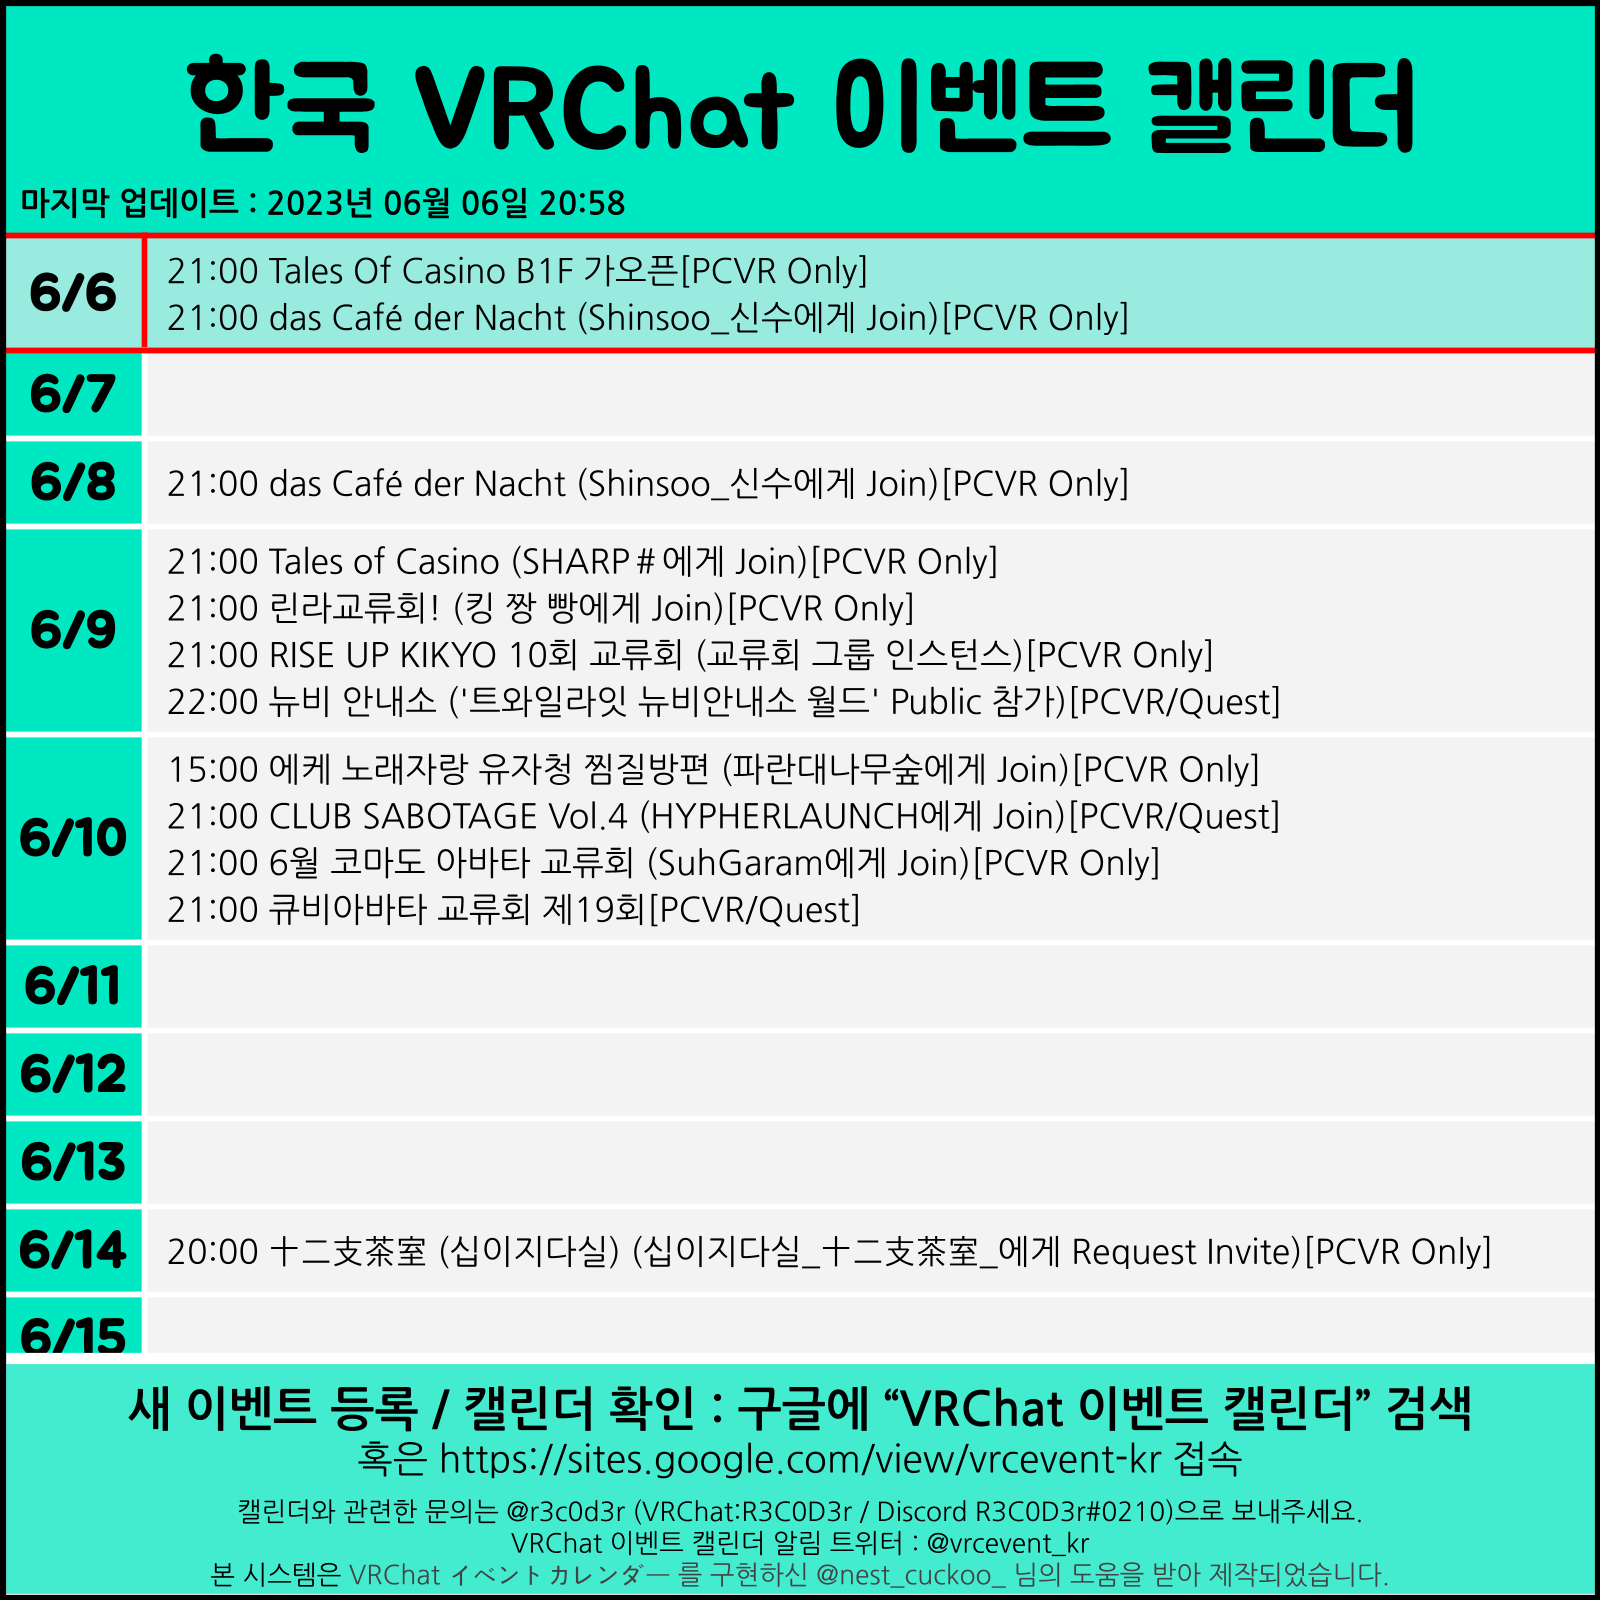 한국 VRChat 이벤트 캘린더
마지막 업데이트 : 2023년 06월 06일 20:58
6/6
21:00 Tales Of Casino B1F 가오픈[PCVR Only]
21:00 das Café der Nacht (Shinsoo_신수에게 Join)[PCVR Only]
6/7
6/8
21:00 das Café der Nacht (Shinsoo_신수에게 Join)[PCVR Only]
6/9
21:00 Tales of Casino (SHARP＃에게 Join)[PCVR Only]
21:00 린라교류회! (킹 짱 빵에게 Join)[PCVR Only]
21:00 RISE UP KIKYO 10회 교류회 (교류회 그룹 인스턴스)[PCVR Only]
22:00 뉴비 안내소 ('트와일라잇 뉴비안내소 월드' Public 참가)[PCVR/Quest]
6/10
15:00 에케 노래자랑 유자청 찜질방편 (파란대나무숲에게 Join)[PCVR Only]
21:00 CLUB SABOTAGE Vol.4 (HYPHERLAUNCH에게 Join)[PCVR/Quest]
21:00 6월 코마도 아바타 교류회 (SuhGaram에게 Join)[PCVR Only]
21:00 큐비아바타 교류회 제19회[PCVR/Quest]
6/11
6/12
6/13
6/14
20:00 十二支茶室 (십이지다실) (십이지다실_十二支茶室_에게 Request Invite)[PCVR Only]
6/15
새 이벤트 등록 / 캘린더 확인 : 구글에 “VRChat 이벤트 캘린더” 검색
혹은 https://sites.google.com/view/vrcevent-kr 접속
캘린더와 관련한 문의는 @r3c0d3r (VRChat:R3C0D3r / Discord R3C0D3r#0210)으로 보내주세요.
VRChat 이벤트 캘린더 알림 트위터 : @vrcevent_kr
본 시스템은 VRChat イベントカレンダー 를 구현하신 @nest_cuckoo_ 님의 도움을 받아 제작되었습니다.